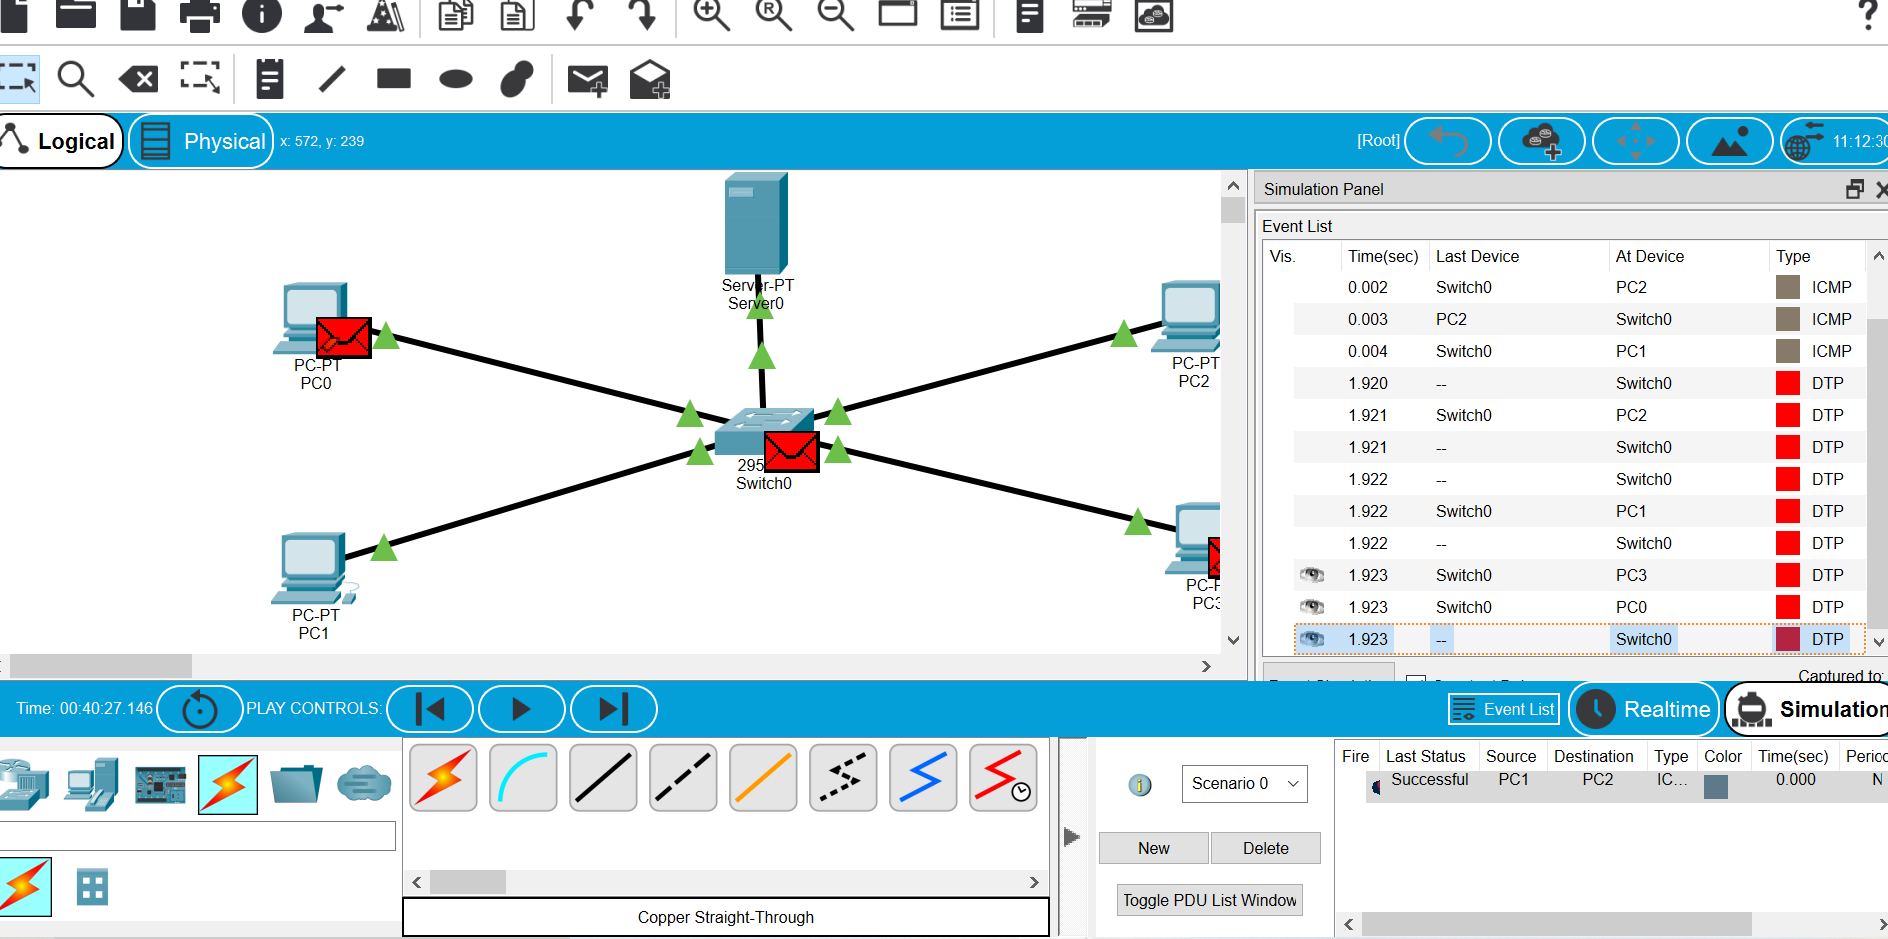 Logical
Physical
x: 572, y: 239
[Root]
11:12:30
Server-PT
Server0
PC-PT
PC0
PC-PT
PC2
295
Switch0
PC-PT
PC1
PC-P
PC3
Simulation Panel
Event List
Vis. Time(sec) Last Device At Device Type
0.002 Switch0 PC2 ICMP
0.003 PC2 Switch0 ICMP
0.004 Switch0 PC1 ICMP
1.920 -- Switch0 DTP
1.921 Switch0 PC2 DTP
1.921 -- Switch0 DTP
1.922 -- Switch0 DTP
1.922 Switch0 PC1 DTP
1.922 -- Switch0 DTP
1.923 Switch0 PC3 DTP
1.923 Switch0 PC0 DTP
1.923 -- Switch0 DTP
Captured to:
Time: 00:40:27.146
PLAY CONTROLS:
Event List
Realtime
Simulation
Copper Straight-Through
Scenario 0
New
Delete
Toggle PDU List Window
Fire Last Status Source Destination Type Color Time(sec) Period
Successful PC1 PC2 IC... 0.000 N